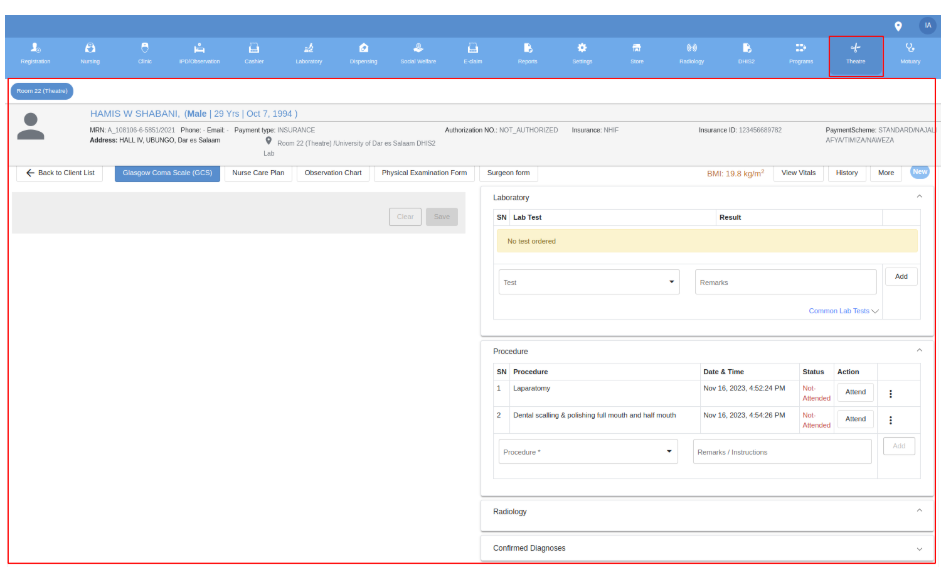 IA
Registration Nursing Clinic IPD/Observation Cashier Laboratory Dispensing Social Welfare E-claim Reports Settings Store Radiology DHIS2 Programs Theatre Mortuary
Room 22 (Theatre)
HAMIS W SHABANI, (Male | 29 Yrs | Oct 7, 1994 )
MRN: A_108106-6-5851/2021 Phone: - Email: - Payment type: INSURANCE Authorization NO.: NOT_AUTHORIZED Insurance: NHIF Insurance ID: 123456689782 PaymentScheme: STANDARD/NAJALI
Address: HALL IV, UBUNGO, Dar es Salaam Room 22 (Theatre) /University of Dar es Salaam DHIS2 AFYA/TIMIZA/NAWEZA
Lab
Back to Client List Glasgow Coma Scale (GCS) Nurse Care Plan Observation Chart Physical Examination Form Surgeon form BMI: 19.8 kg/m² View Vitals History More New
Clear Save
Laboratory
SN Lab Test Result
No test ordered
Test Remarks Add
Common Lab Tests
Procedure
SN Procedure Date & Time Status Action
1 Laparatomy Nov 16, 2023, 4:52:24 PM Not-Attended Attend
2 Dental scalling & polishing full mouth and half mouth Nov 16, 2023, 4:54:26 PM Not-Attended Attend
Procedure * Remarks / Instructions Add
Radiology
Confirmed Diagnoses